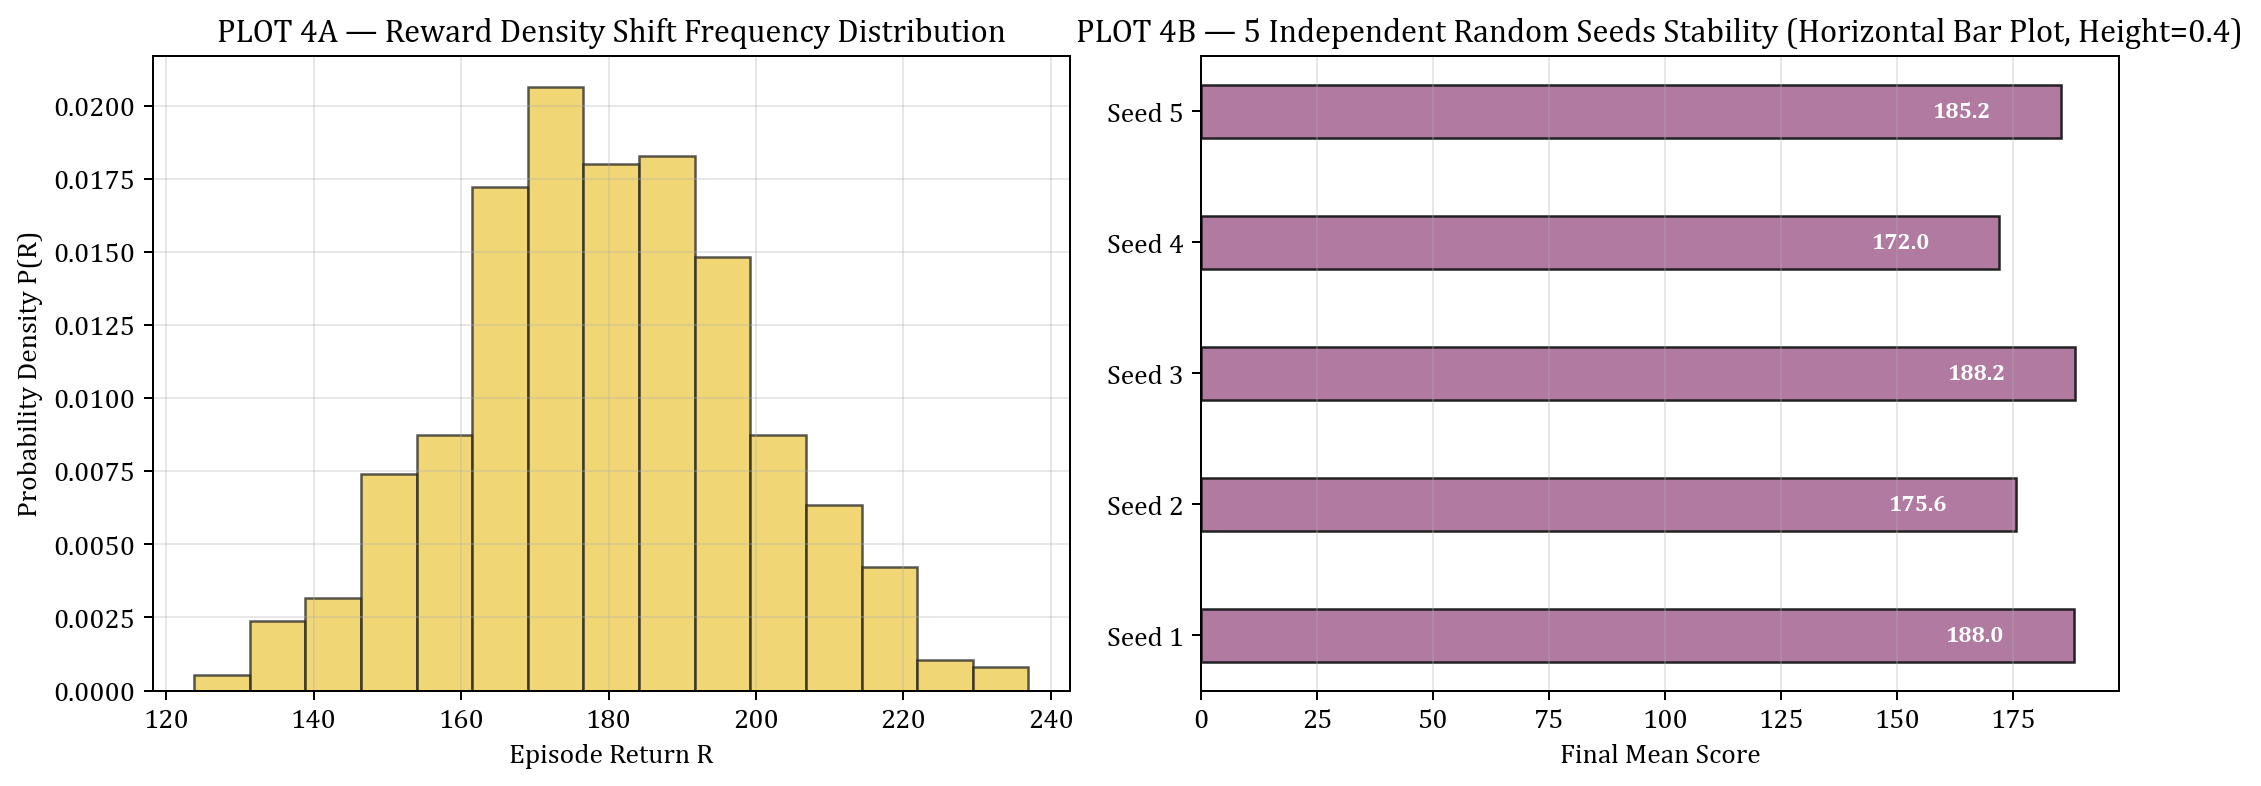 PLOT 4A — Reward Density Shift Frequency Distribution
Probability Density P(R)
0.0200
0.0175
0.0150
0.0125
0.0100
0.0075
0.0050
0.0025
0.0000
120 140 160 180 200 220 240
Episode Return R
PLOT 4B — 5 Independent Random Seeds Stability (Horizontal Bar Plot, Height=0.4)
Seed 5 185.2
Seed 4 172.0
Seed 3 188.2
Seed 2 175.6
Seed 1 188.0
0 25 50 75 100 125 150 175
Final Mean Score